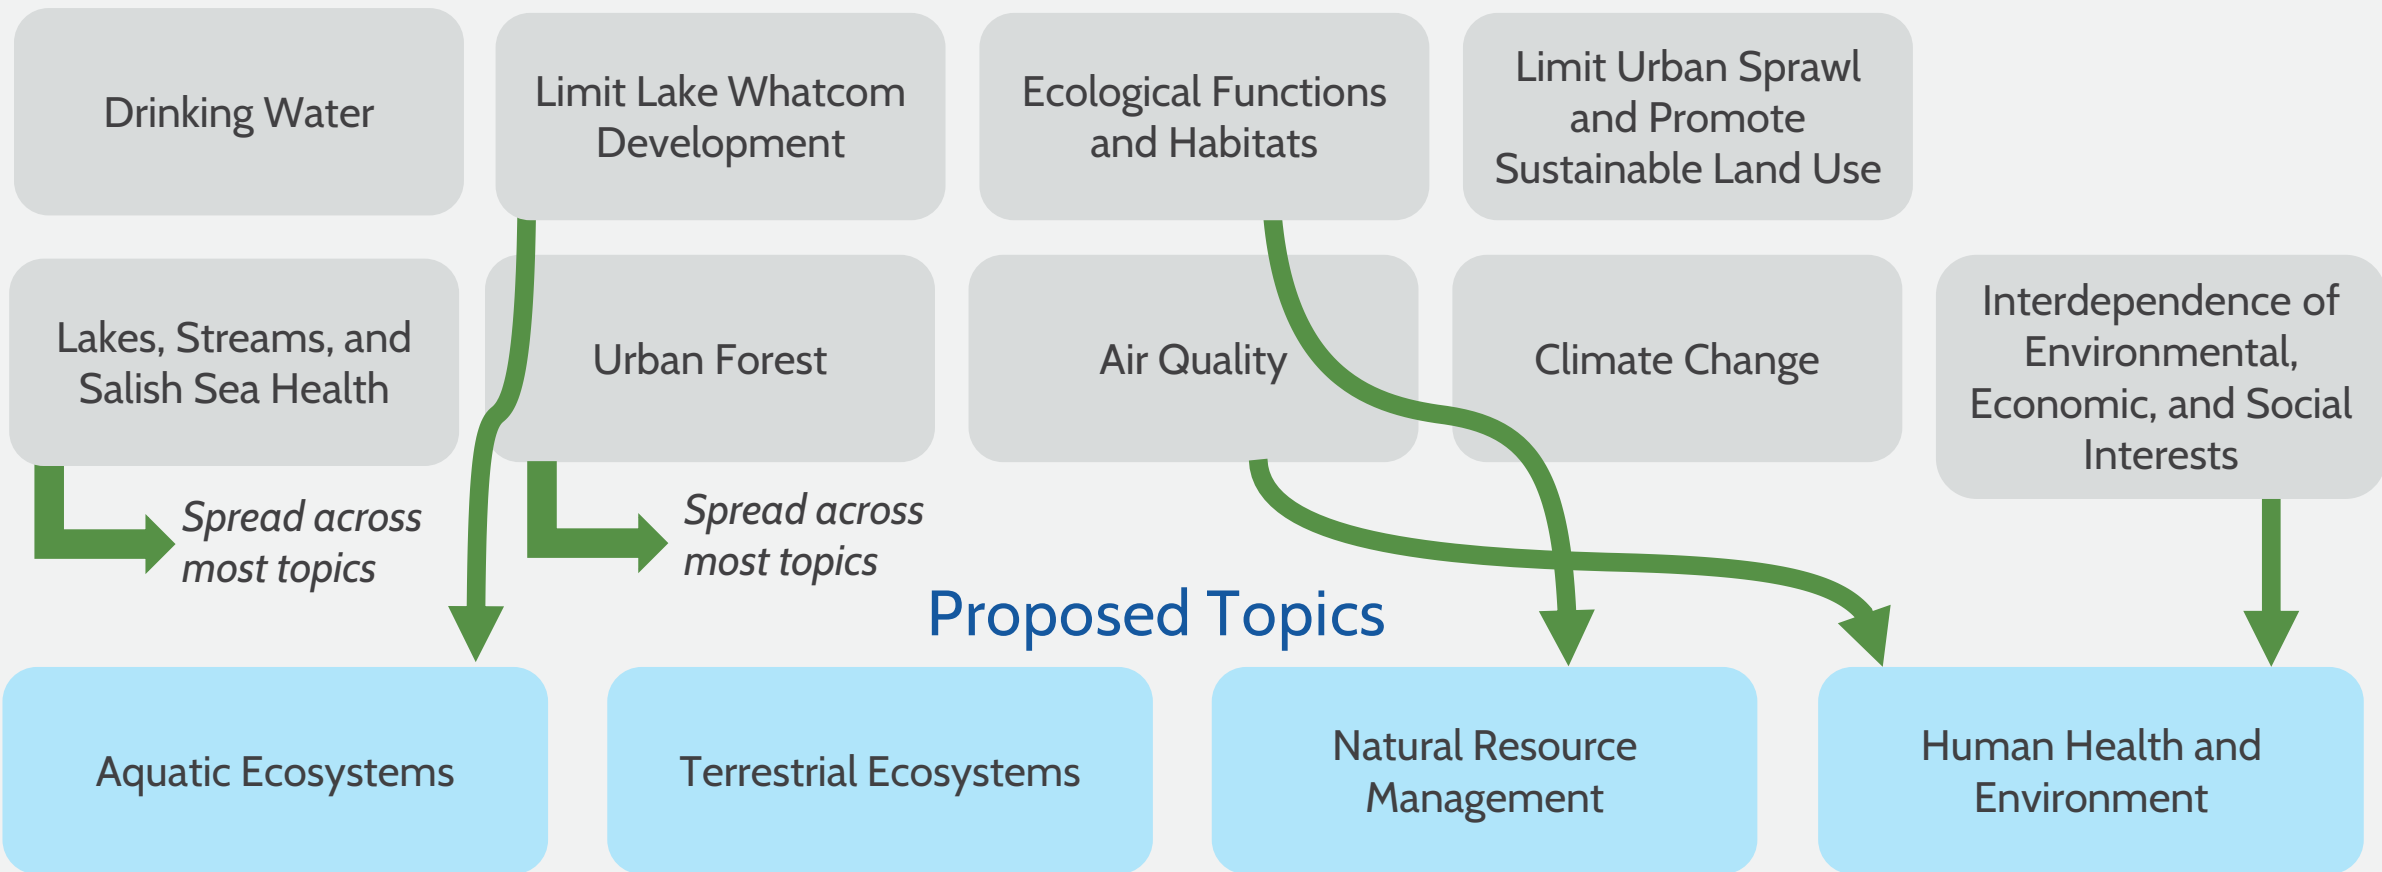 Drinking Water
Limit Lake Whatcom
Development
Ecological Functions
and Habitats
Limit Urban Sprawl
and Promote
Sustainable Land Use
Lakes, Streams, and
Salish Sea Health
Urban Forest
Air Quality
Climate Change
Interdependence of
Environmental,
Economic, and Social
Interests
Spread across
most topics
Spread across
most topics
Proposed Topics
Aquatic Ecosystems
Terrestrial Ecosystems
Natural Resource
Management
Human Health and
Environment